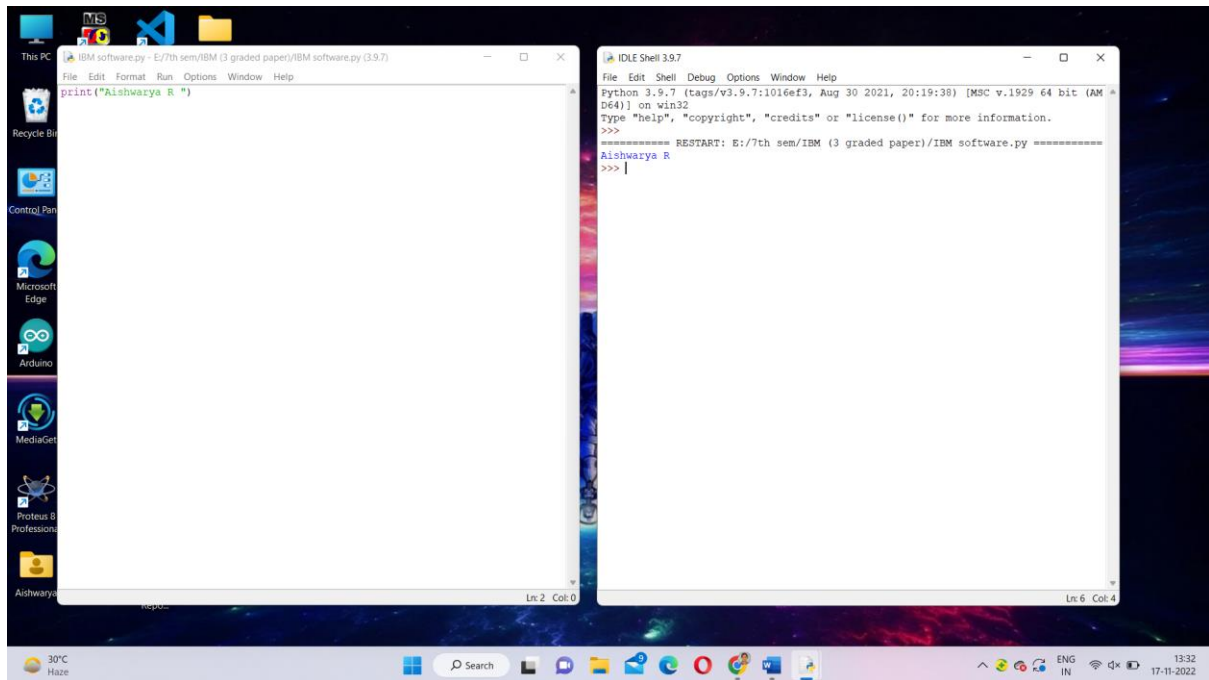 MS
This PC
Recycle Bin
Control Pan
Microsoft
Edge
Arduino
MediaGet
Proteus 8
Professiona
Aishwarya
Repo...
IBM software.py - E:/7th sem/IBM (3 graded paper)/IBM software.py (3.9.7)
File Edit Format Run Options Window Help
print("Aishwarya R ")
Ln: 2 Col: 0
IDLE Shell 3.9.7
File Edit Shell Debug Options Window Help
Python 3.9.7 (tags/v3.9.7:1016ef3, Aug 30 2021, 20:19:38) [MSC v.1929 64 bit (AM
D64)] on win32
Type "help", "copyright", "credits" or "license()" for more information.
>>>
=========== RESTART: E:/7th sem/IBM (3 graded paper)/IBM software.py ===========
Aishwarya R
>>>
Ln: 6 Col: 4
30°C
Haze
Search
9
ENG
IN
13:32
17-11-2022